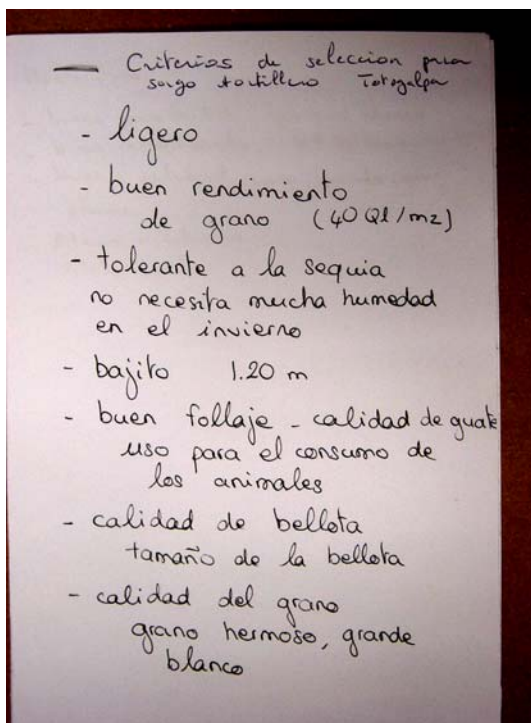 — Criterios de seleccion para
sorgo tortillero Totogalpa
- ligero
- buen rendimiento
de grano (40 Ql/mz)
- tolerante a la sequia
no necesita mucha humedad
en el invierno
- bajito 1.20 m
- buen follaje - calidad de guate
uso para el consumo de
los animales
- calidad de bellota
tamaño de la bellota
- calidad del grano
grano hermoso, grande
blanco